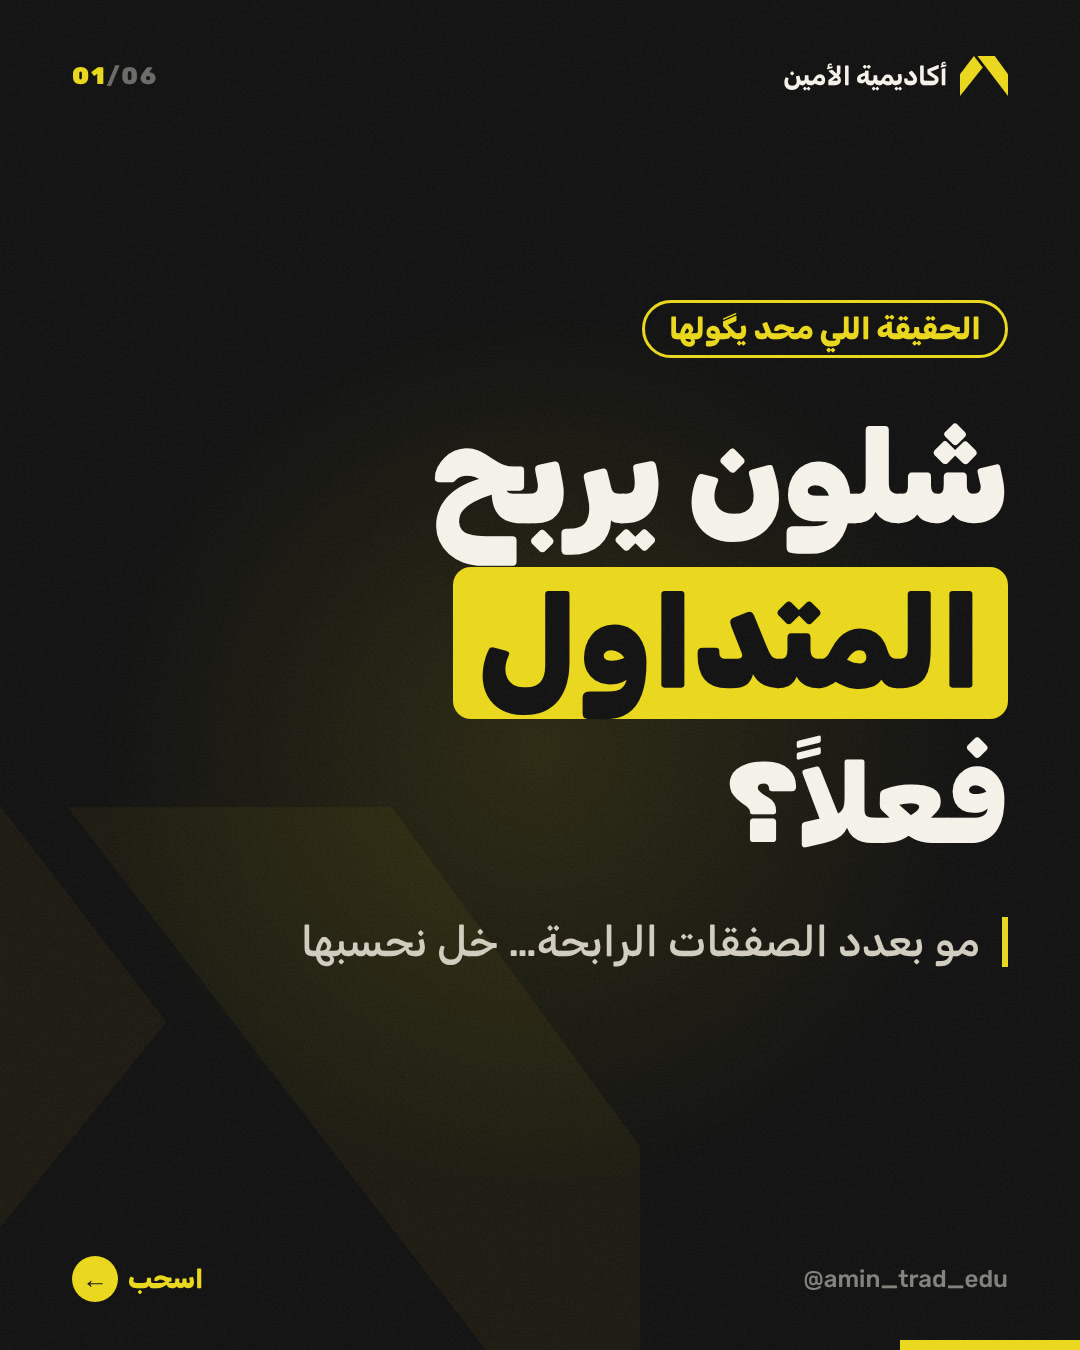 أكاديمية الأمين
01/06
الحقيقة اللي محد يگولها
شلون يربح
المتداول
فعلاً؟
مو بعدد الصفقات الرابحة... خل نحسبها
@amin_trad_edu
اسحب ←